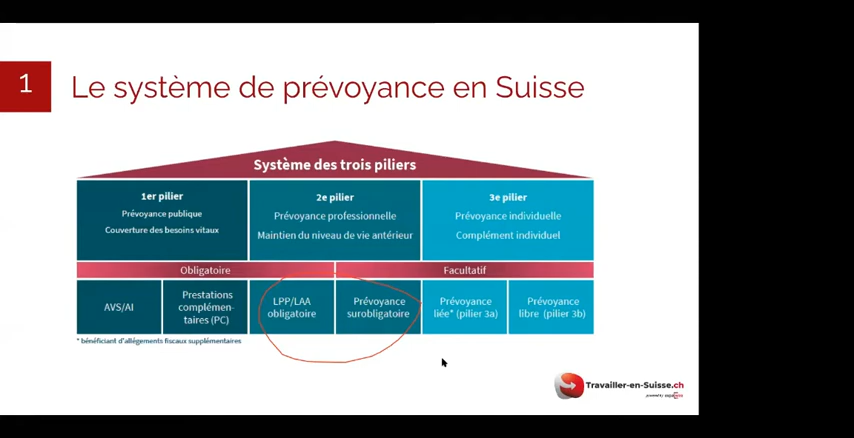 1
Le système de prévoyance en Suisse
Système des trois piliers
1er pilier
Prévoyance publique
Couverture des besoins vitaux
2e pilier
Prévoyance professionnelle
Maintien du niveau de vie antérieur
3e pilier
Prévoyance individuelle
Complément individuel
Obligatoire
Facultatif
AVS/AI
Prestations
complémen-
taires (PC)
LPP/LAA
obligatoire
Prévoyance
surobligatoire
Prévoyance
liée* (pilier 3a)
Prévoyance
libre (pilier 3b)
* bénéficiant d'allégements fiscaux supplémentaires
Travailler-en-Suisse.ch
powered by